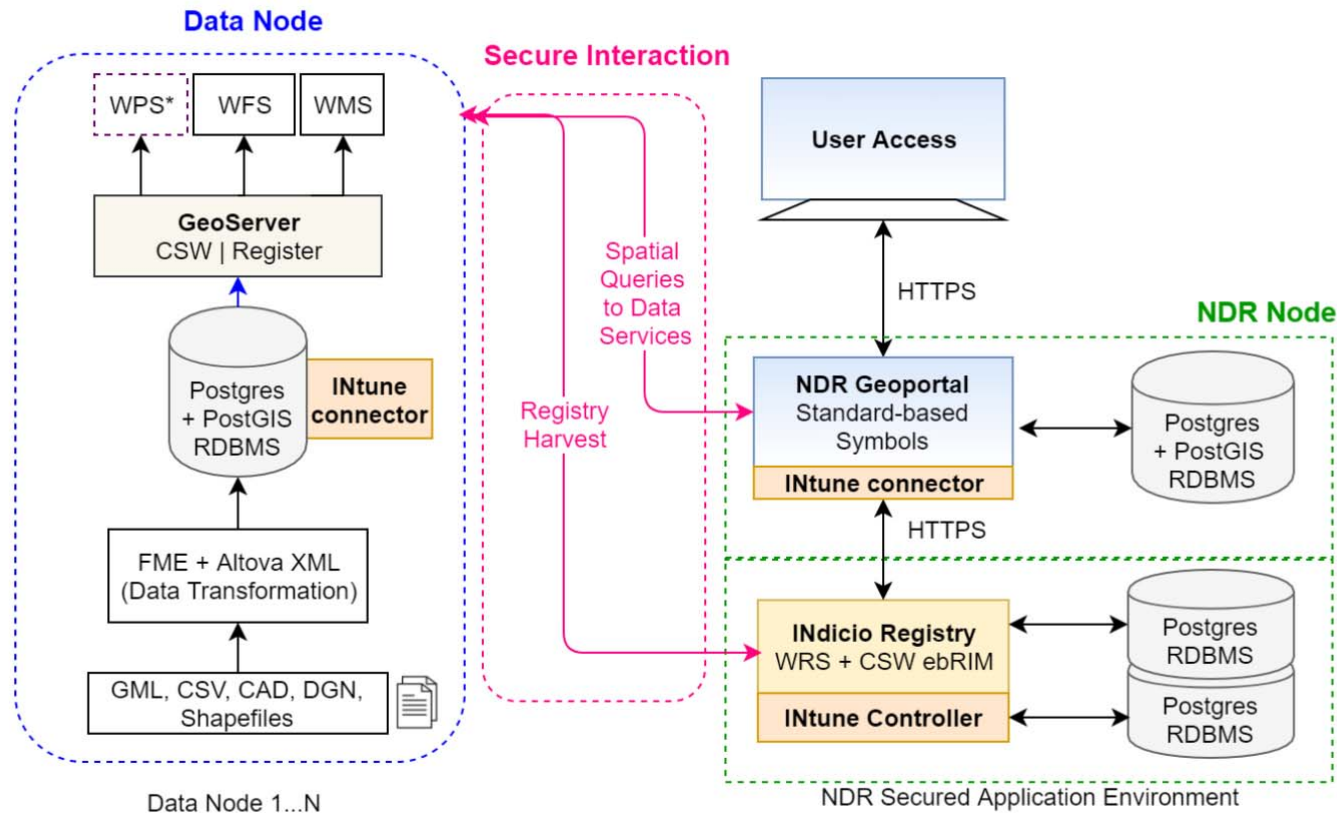 Data Node
WPS*
WFS
WMS
GeoServer
CSW | Register
Postgres
+ PostGIS
RDBMS
INtune
connector
FME + Altova XML
(Data Transformation)
GML, CSV, CAD, DGN,
Shapefiles
Data Node 1...N
Secure Interaction
Spatial
Queries
to Data
Services
Registry
Harvest
User Access
HTTPS
NDR Node
NDR Geoportal
Standard-based
Symbols
INtune connector
Postgres
+ PostGIS
RDBMS
HTTPS
INdicio Registry
WRS + CSW ebRIM
INtune Controller
Postgres
RDBMS
Postgres
RDBMS
NDR Secured Application Environment